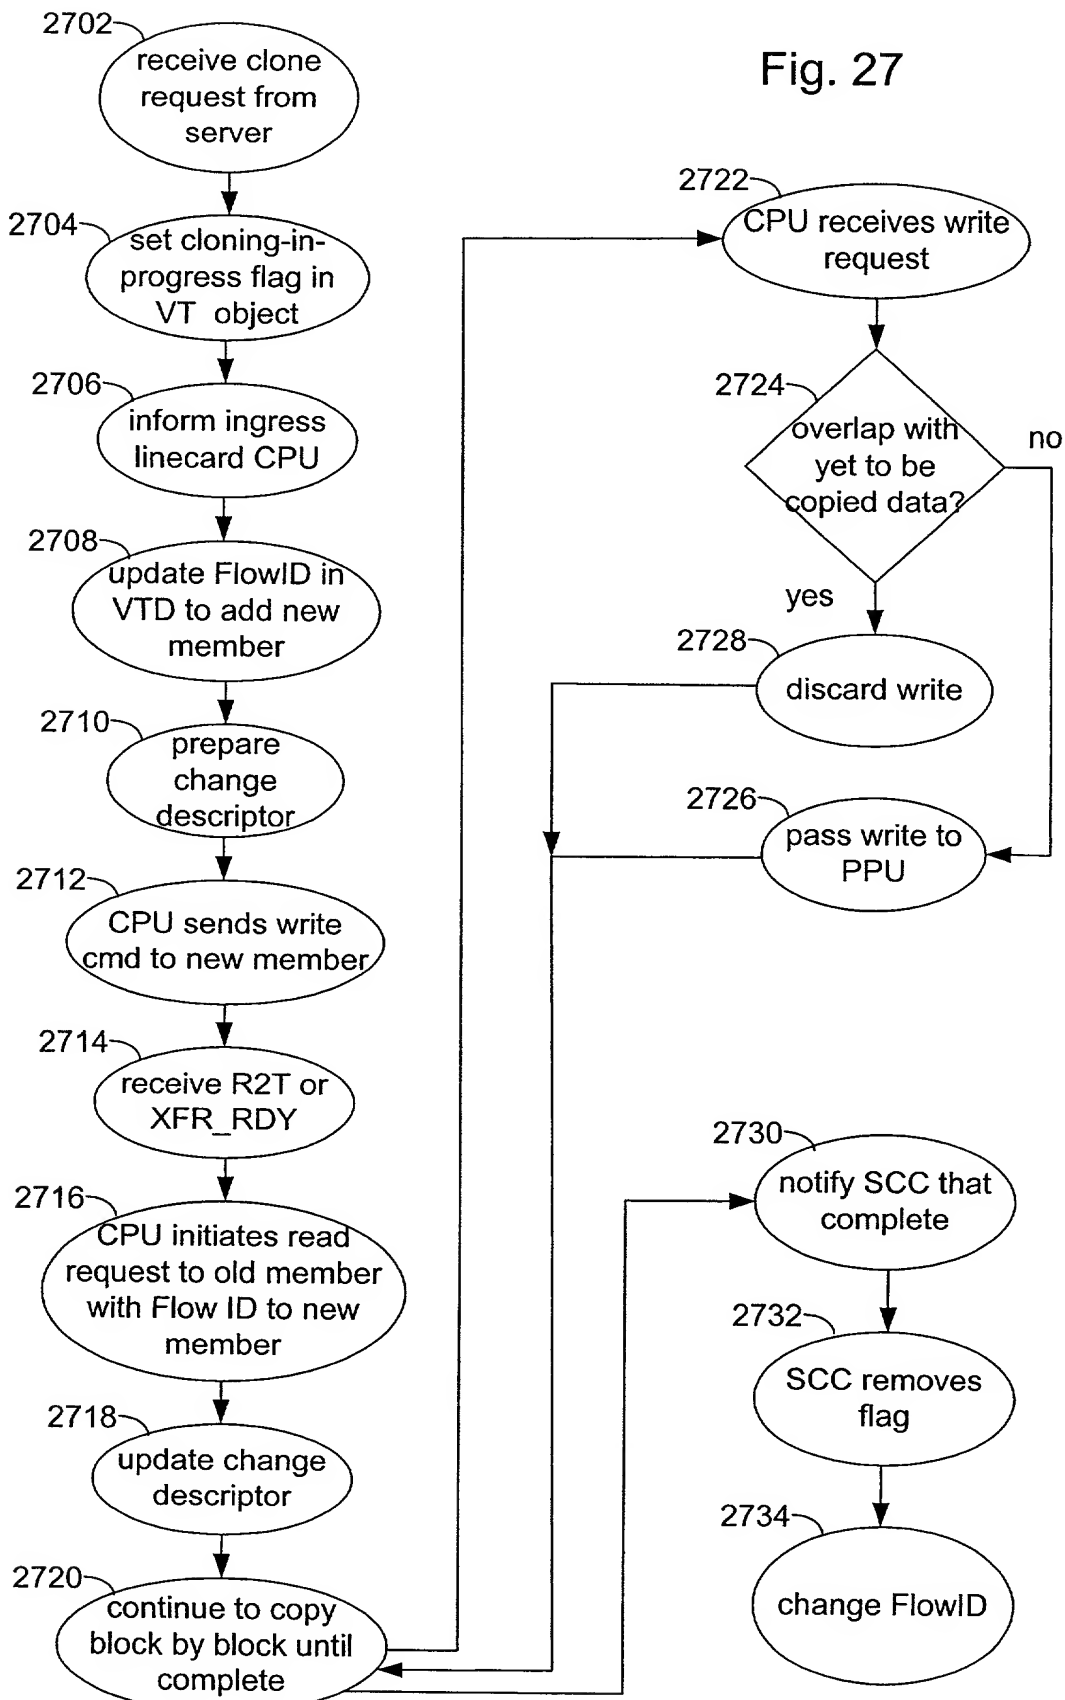 Fig. 27
2702
receive clone
request from
server
2704
set cloning-in-
progress flag in
VT object
2706
inform ingress
linecard CPU
2708
update FlowID in
VTD to add new
member
2710
prepare
change
descriptor
2712
CPU sends write
cmd to new member
2714
receive R2T or
XFR_RDY
2716
CPU initiates read
request to old member
with Flow ID to new
member
2718
update change
descriptor
2720
continue to copy
block by block until
complete
2722
CPU receives write
request
2724
overlap with
yet to be
copied data?
no
yes
2728
discard write
2726
pass write to
PPU
2730
notify SCC that
complete
2732
SCC removes
flag
2734
change FlowID